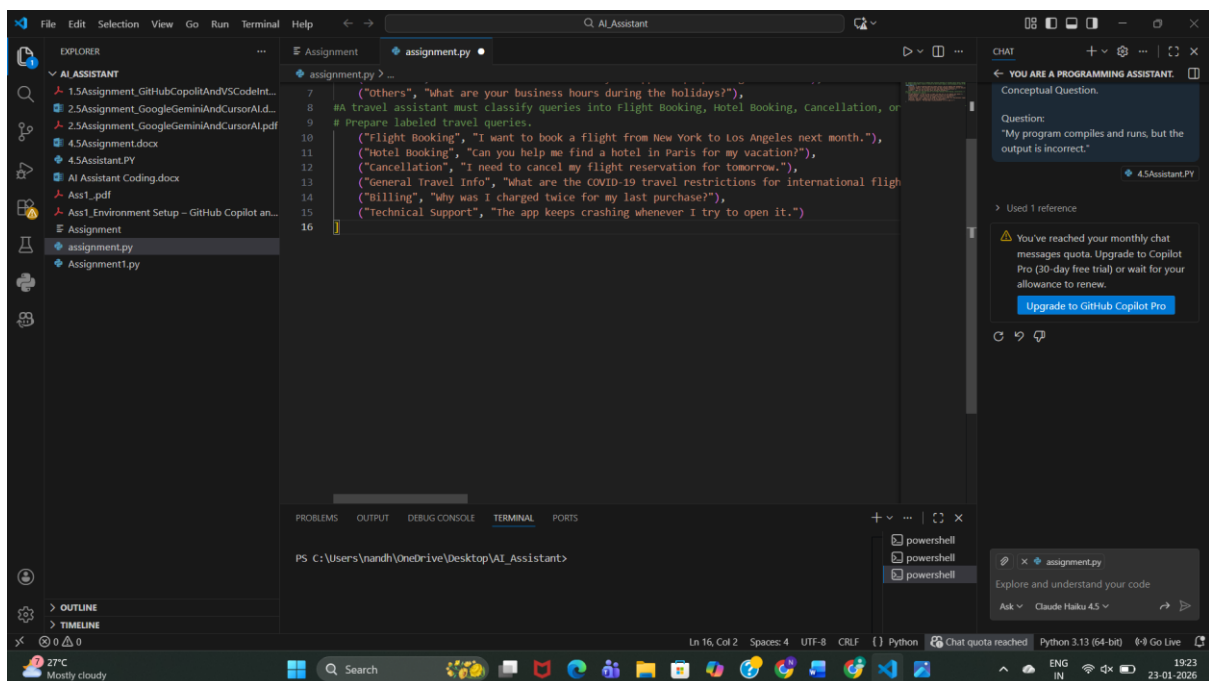 File Edit Selection View Go Run Terminal Help
AI_Assistant
EXPLORER
AI_ASSISTANT
1.5Assignment_GitHubCopolitAndVSCodeInt...
2.5Assignment_GoogleGeminiAndCursorAI.d...
2.5Assignment_GoogleGeminiAndCursorAI.pdf
4.5Assignment.docx
4.5Assistant.PY
AI Assistant Coding.docx
Ass1_.pdf
Ass1_Environment Setup – GitHub Copilot an...
Assignment
assignment.py
Assignment1.py
OUTLINE
TIMELINE
Assignment assignment.py
assignment.py > ...
7 ("Others", "What are your business hours during the holidays?"),
8 #A travel assistant must classify queries into Flight Booking, Hotel Booking, Cancellation, or
9 # Prepare labeled travel queries.
10 ("Flight Booking", "I want to book a flight from New York to Los Angeles next month."),
11 ("Hotel Booking", "Can you help me find a hotel in Paris for my vacation?"),
12 ("Cancellation", "I need to cancel my flight reservation for tomorrow."),
13 ("General Travel Info", "What are the COVID-19 travel restrictions for international fligh
14 ("Billing", "Why was I charged twice for my last purchase?"),
15 ("Technical Support", "The app keeps crashing whenever I try to open it.")
16 ]
PROBLEMS OUTPUT DEBUG CONSOLE TERMINAL PORTS
PS C:\Users\nandh\OneDrive\Desktop\AI_Assistant>
powershell
powershell
powershell
CHAT
YOU ARE A PROGRAMMING ASSISTANT.
Conceptual Question.
Question:
"My program compiles and runs, but the
output is incorrect."
4.5Assistant.PY
> Used 1 reference
You've reached your monthly chat
messages quota. Upgrade to Copilot
Pro (30-day free trial) or wait for your
allowance to renew.
Upgrade to GitHub Copilot Pro
assignment.py
Explore and understand your code
Ask Claude Haiku 4.5
0 0 Ln 16, Col 2 Spaces: 4 UTF-8 CRLF {} Python Chat quota reached Python 3.13 (64-bit) Go Live
7 27°C
Mostly cloudy
Search
ENG
IN
19:23
23-01-2026